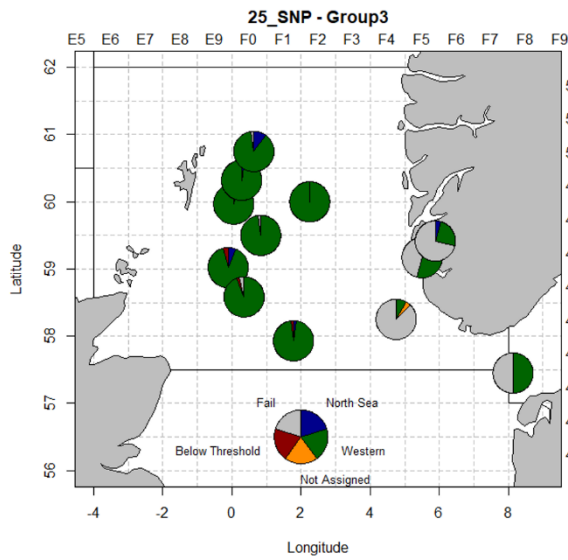 25_SNP - Group3
E5 E6 E7 E8 E9 F0 F1 F2 F3 F4 F5 F6 F7 F8 F9
62
61
60
59
58
57
56
Latitude
Fail North Sea
Below Threshold Western
Not Assigned
-4 -2 0 2 4 6 8
Longitude